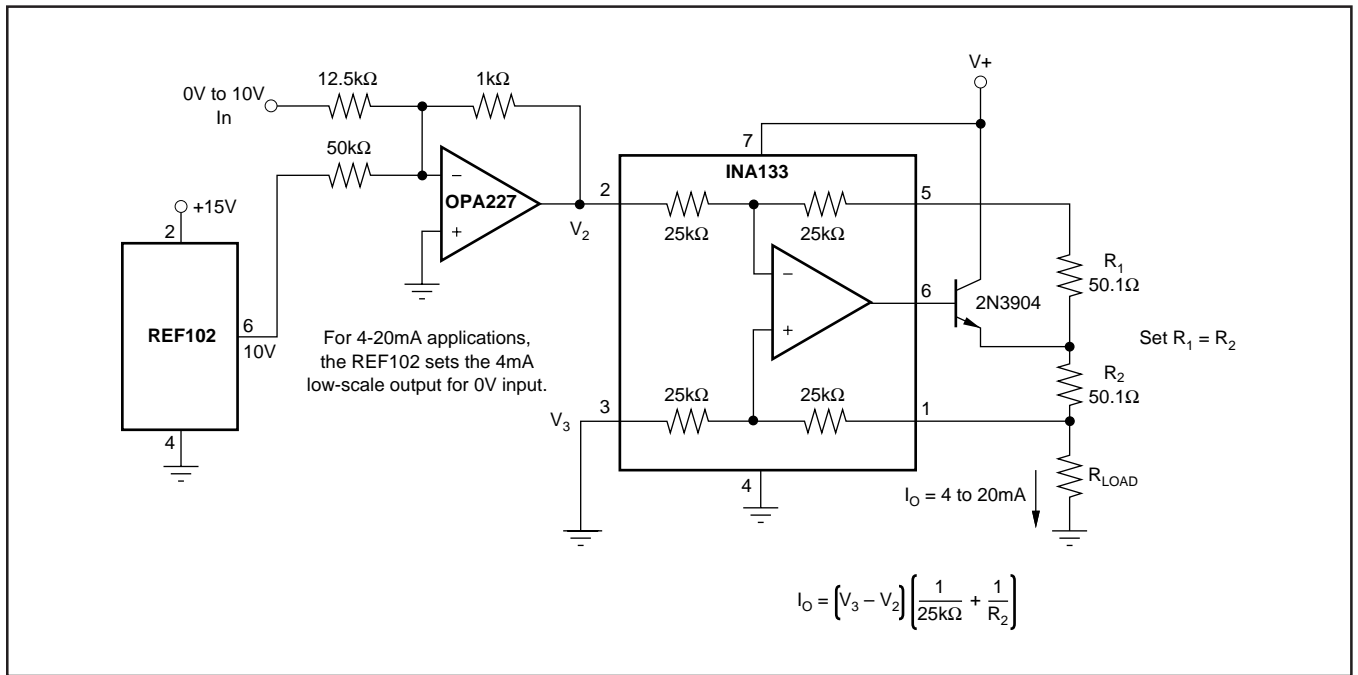 0V to 10V
In
12.5kΩ
1kΩ
50kΩ
OPA227
–
+
V2
+15V
2
REF102
6
10V
4
For 4-20mA applications,
the REF102 sets the 4mA
low-scale output for 0V input.
V+
7
INA133
2
25kΩ
25kΩ
5
–
+
6
2N3904
R1
50.1Ω
Set R1 = R2
R2
50.1Ω
V3
3
25kΩ
25kΩ
1
4
RLOAD
IO = 4 to 20mA
IO = (V3 – V2) (1/25kΩ + 1/R2)